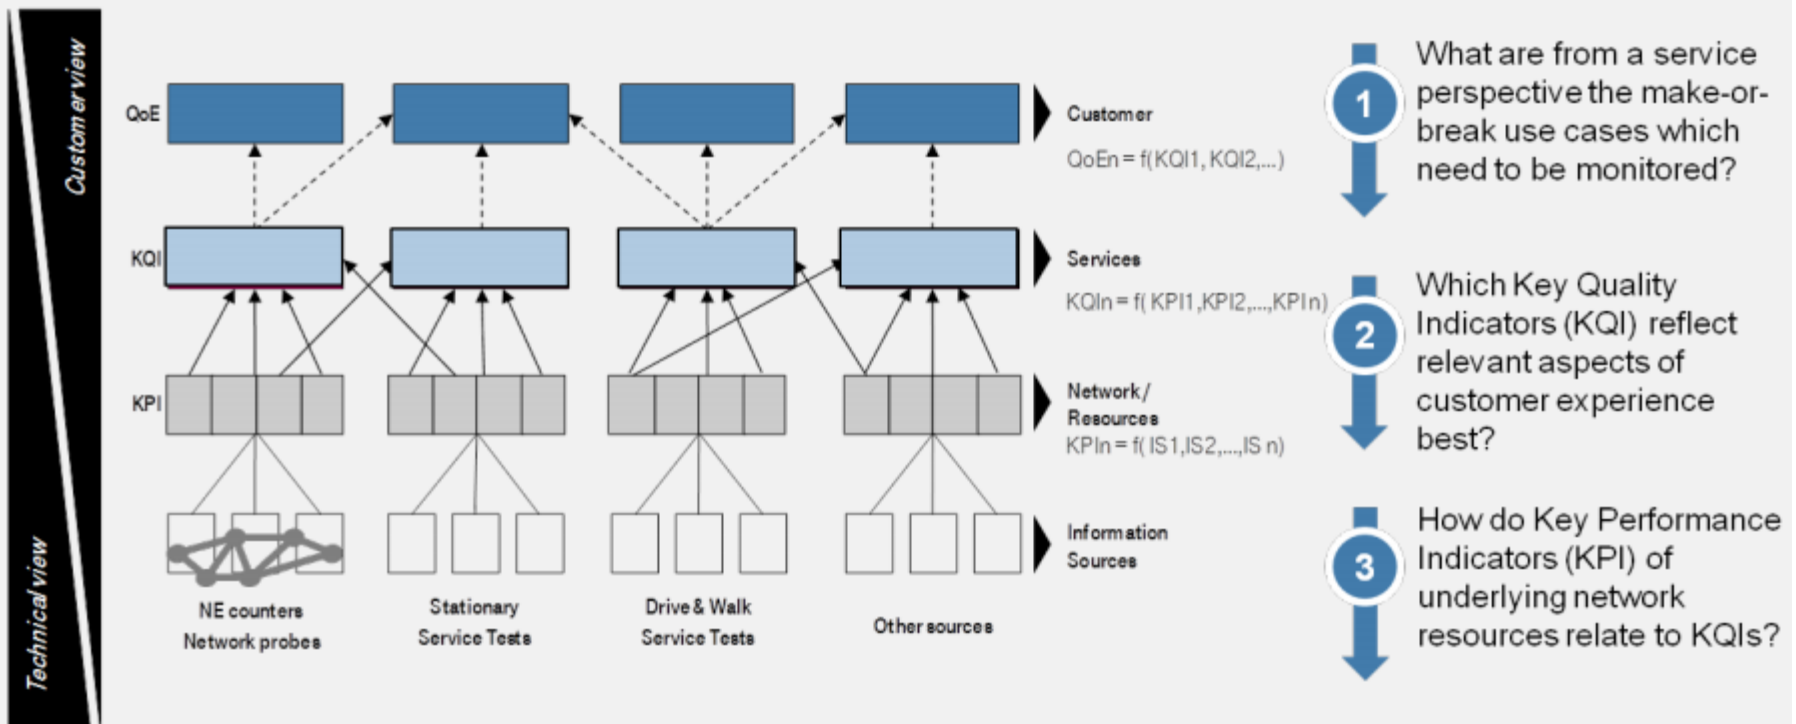 Customer view
Technical view
QoE
KQI
KPI
NE counters
Network probes
Stationary
Service Tests
Drive & Walk
Service Tests
Other sources
Customer
QoEn = f(KQI1, KQI2,...)
Services
KQIn = f( KPI1,KPI2,...,KPI n)
Network/
Resources
KPIn = f( IS1,IS2,...,IS n)
Information
Sources
1
What are from a service
perspective the make-or-
break use cases which
need to be monitored?
2
Which Key Quality
Indicators (KQI) reflect
relevant aspects of
customer experience
best?
3
How do Key Performance
Indicators (KPI) of
underlying network
resources relate to KQIs?